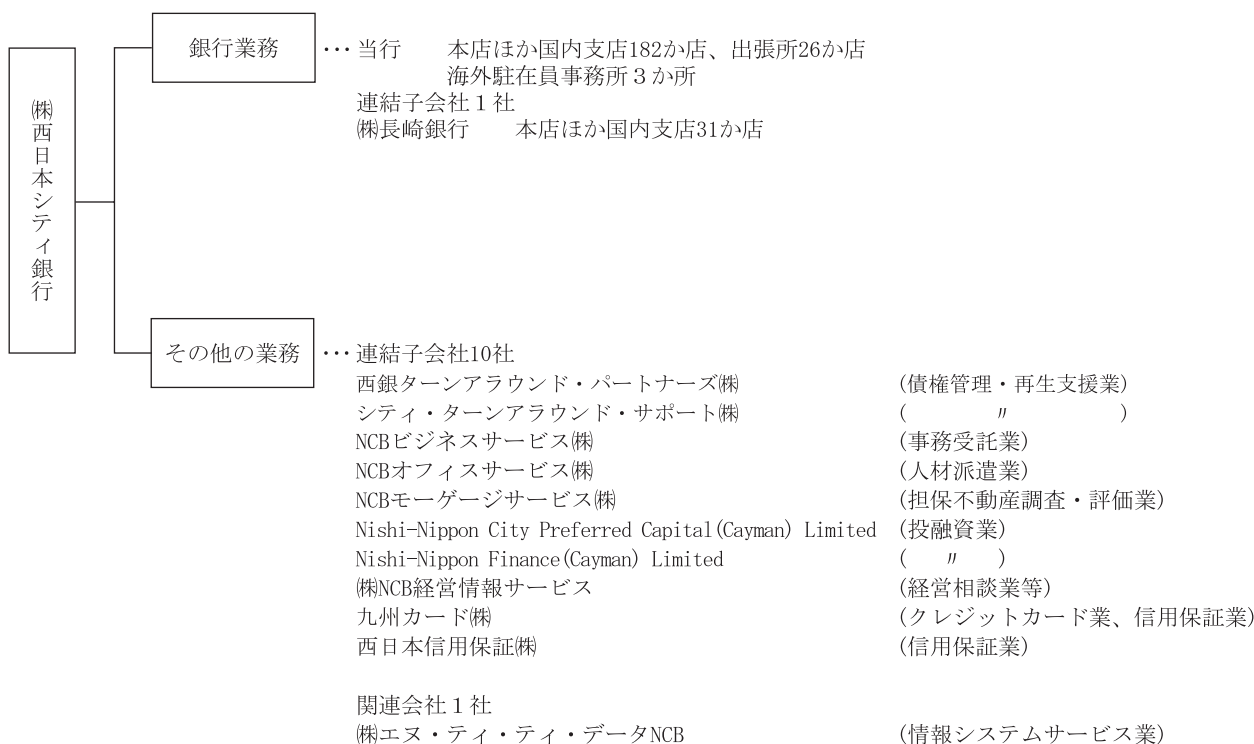 ㈱西日本シティ銀行
銀行業務 … 当行 本店ほか国内支店182か店、出張所26か店
海外駐在員事務所3か所
連結子会社1社
㈱長崎銀行 本店ほか国内支店31か店
その他の業務 … 連結子会社10社
西銀ターンアラウンド・パートナーズ㈱ (債権管理・再生支援業)
シティ・ターンアラウンド・サポート㈱ ( 〃 )
NCBビジネスサービス㈱ (事務受託業)
NCBオフィスサービス㈱ (人材派遣業)
NCBモーゲージサービス㈱ (担保不動産調査・評価業)
Nishi-Nippon City Preferred Capital(Cayman) Limited (投融資業)
Nishi-Nippon Finance(Cayman) Limited ( 〃 )
㈱NCB経営情報サービス (経営相談業等)
九州カード㈱ (クレジットカード業、信用保証業)
西日本信用保証㈱ (信用保証業)
関連会社1社
㈱エヌ・ティ・ティ・データNCB (情報システムサービス業)